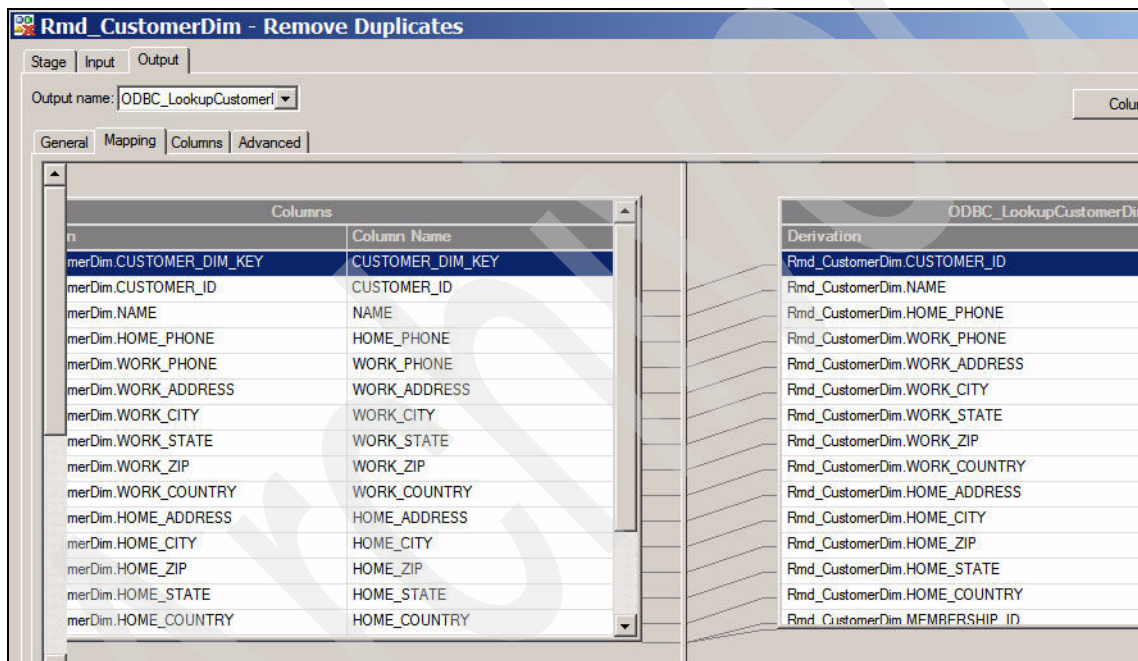 Rmd_CustomerDim - Remove Duplicates
Stage Input Output
Output name: ODBC_LookupCustomerI
Colu
General Mapping Columns Advanced
Columns
n Column Name
merDim.CUSTOMER_DIM_KEY CUSTOMER_DIM_KEY
merDim.CUSTOMER_ID CUSTOMER_ID
merDim.NAME NAME
merDim.HOME_PHONE HOME_PHONE
merDim.WORK_PHONE WORK_PHONE
merDim.WORK_ADDRESS WORK_ADDRESS
merDim.WORK_CITY WORK_CITY
merDim.WORK_STATE WORK_STATE
merDim.WORK_ZIP WORK_ZIP
merDim.WORK_COUNTRY WORK_COUNTRY
merDim.HOME_ADDRESS HOME_ADDRESS
merDim.HOME_CITY HOME_CITY
merDim.HOME_ZIP HOME_ZIP
merDim.HOME_STATE HOME_STATE
merDim.HOME_COUNTRY HOME_COUNTRY
ODBC_LookupCustomerDi
Derivation
Rmd_CustomerDim.CUSTOMER_ID
Rmd_CustomerDim.NAME
Rmd_CustomerDim.HOME_PHONE
Rmd_CustomerDim.WORK_PHONE
Rmd_CustomerDim.WORK_ADDRESS
Rmd_CustomerDim.WORK_CITY
Rmd_CustomerDim.WORK_STATE
Rmd_CustomerDim.WORK_ZIP
Rmd_CustomerDim.WORK_COUNTRY
Rmd_CustomerDim.HOME_ADDRESS
Rmd_CustomerDim.HOME_CITY
Rmd_CustomerDim.HOME_ZIP
Rmd_CustomerDim.HOME_STATE
Rmd_CustomerDim.HOME_COUNTRY
Rmd_CustomerDim.MEMBERSHIP_ID